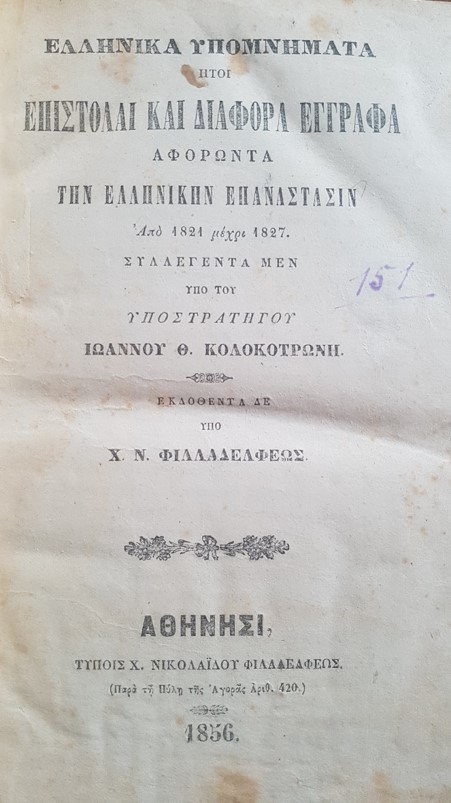 ΕΛΛΗΝΙΚΑ ΥΠΟΜΝΗΜΑΤΑ
ΗΤΟΙ
ΕΠΙΣΤΟΛΑΙ ΚΑΙ ΔΙΑΦΟΡΑ ΕΓΓΡΑΦΑ
ΑΦΟΡΩΝΤΑ
ΤΗΝ ΕΛΛΗΝΙΚΗΝ ΕΠΑΝΑΣΤΑΣΙΝ
Ἀπὸ 1821 μέχρι 1827.
ΣΥΛΛΕΓΕΝΤΑ ΜΕΝ
151
ΥΠΟ ΤΟΥ
ΥΠΟΣΤΡΑΤΗΓΟΥ
ΙΩΑΝΝΟΥ Θ. ΚΟΛΟΚΟΤΡΩΝΗ.
ΕΚΔΟΘΕΝΤΑ ΔΕ
ΥΠΟ
Χ. Ν. ΦΙΛΛΑΔΕΛΦΕΩΣ.
ΑΘΗΝΗΣΙ,
ΤΥΠΟΙΣ Χ. ΝΙΚΟΛΑΪΔΟΥ ΦΙΛΑΔΕΛΦΕΩΣ.
(Παρὰ τῇ Πύλῃ τῆς Ἀγορᾶς Ἀριθ. 420.)
1856.